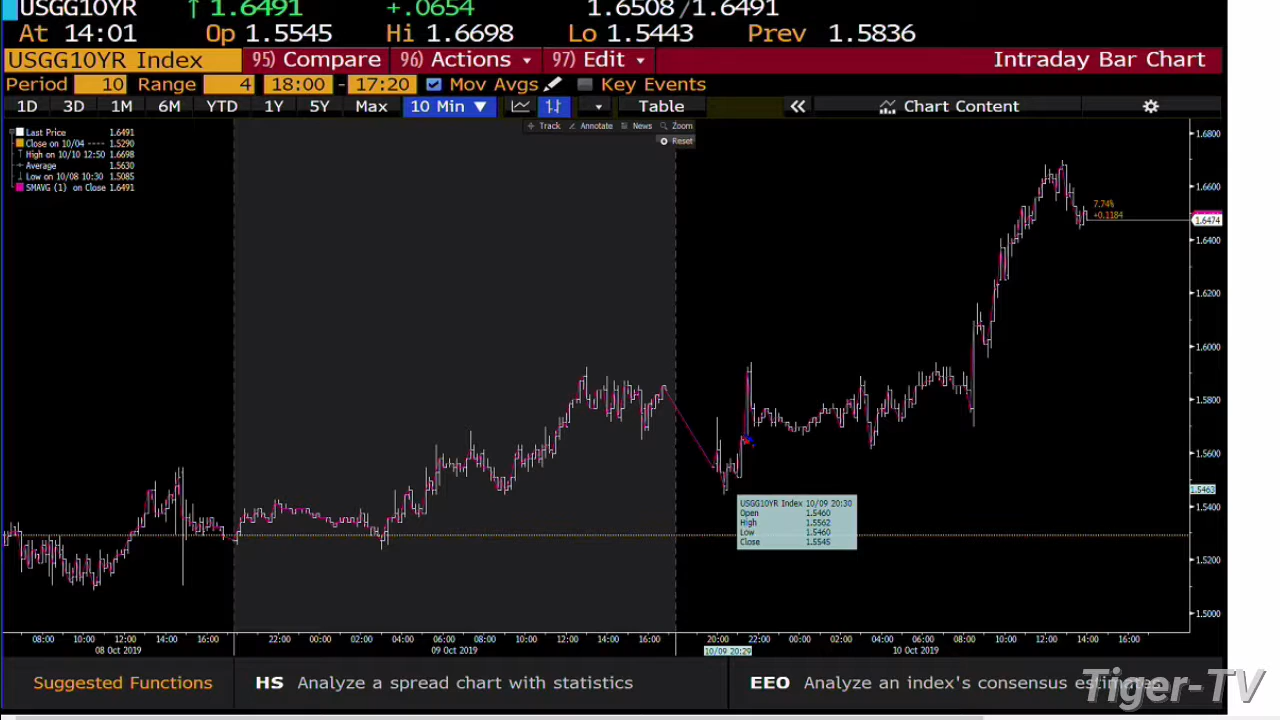 USGG10YR ↑ 1.6491 +.0654 1.6508/1.6491
At 14:01 Op 1.5545 Hi 1.6698 Lo 1.5443 Prev 1.5836
USGG10YR Index 95) Compare 96) Actions 97) Edit Intraday Bar Chart
Period 10 Range 4 18:00 - 17:20 Mov Avgs Key Events
1D 3D 1M 6M YTD 1Y 5Y Max 10 Min ▼ Table « Chart Content
Track Annotate News Zoom
Reset
Last Price 1.6491
Close on 10/04 ---- 1.5290
High on 10/10 12:50 1.6698
Average 1.5630
Low on 10/08 10:30 1.5085
SMAVG (1) on Close 1.6491
1.6800
1.6600
7.74%
+0.1184
1.6474
1.6400
1.6200
1.6000
1.5800
1.5600
1.5463
USGG10YR Index 10/09 20:30
Open 1.5460
High 1.5562
Low 1.5460
Close 1.5545
1.5400
1.5200
1.5000
08:00 10:00 12:00 14:00 16:00 22:00 00:00 02:00 04:00 06:00 08:00 10:00 12:00 14:00 16:00 20:00 22:00 00:00 02:00 04:00 06:00 08:00 10:00 12:00 14:00 16:00
08 Oct 2019 09 Oct 2019 10/09 20:29 10 Oct 2019
Suggested Functions HS Analyze a spread chart with statistics EEO Analyze an index's consensus estimates
Tiger-TV